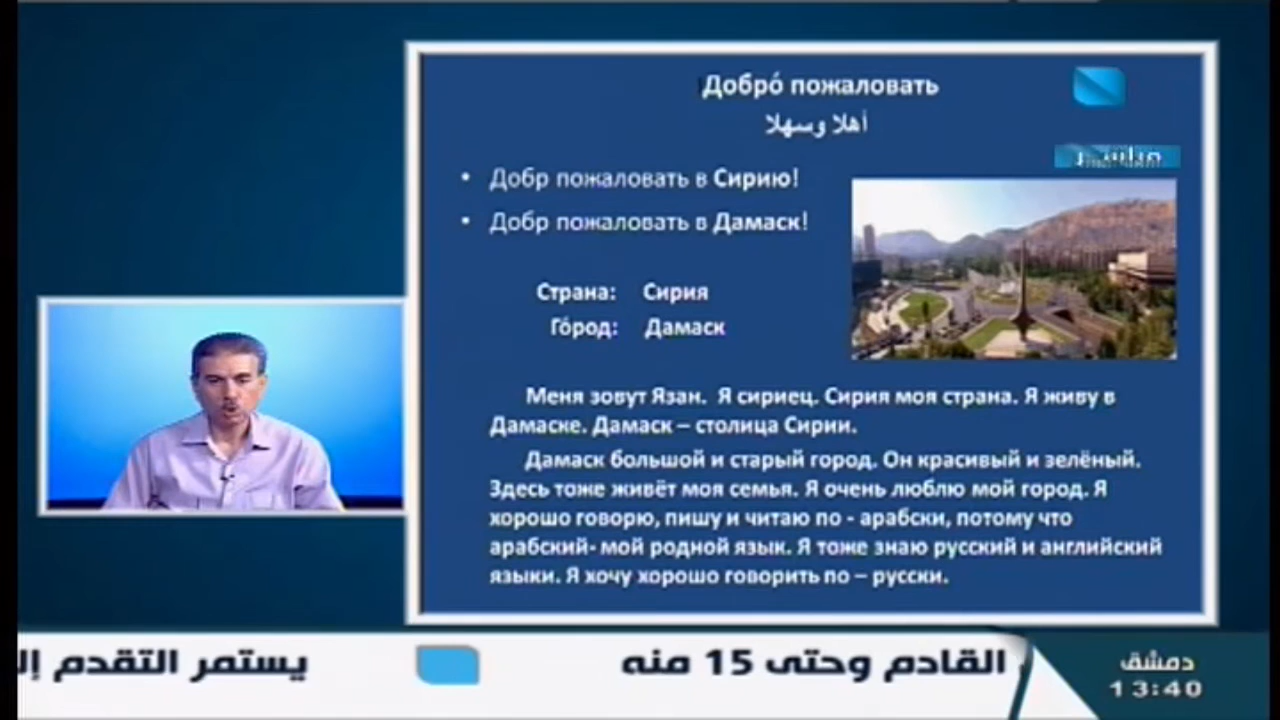 Добро́ пожаловать
أهلا وسهلا
مباشر
• Добр пожаловать в Сирию!
• Добр пожаловать в Дамаск!
Страна: Сирия
Го́род: Дамаск
Меня зовут Язан. Я сириец. Сирия моя страна. Я живу в
Дамаске. Дамаск – столица Сирии.
Дамаск большой и старый город. Он красивый и зелёный.
Здесь тоже живёт моя семья. Я очень люблю мой город. Я
хорошо говорю, пишу и читаю по - арабски, потому что
арабский- мой родной язык. Я тоже знаю русский и английский
языки. Я хочу хорошо говорить по – русски.
القادم وحتى 15 منه
يستمر التقدم إل
دمشق
13:40